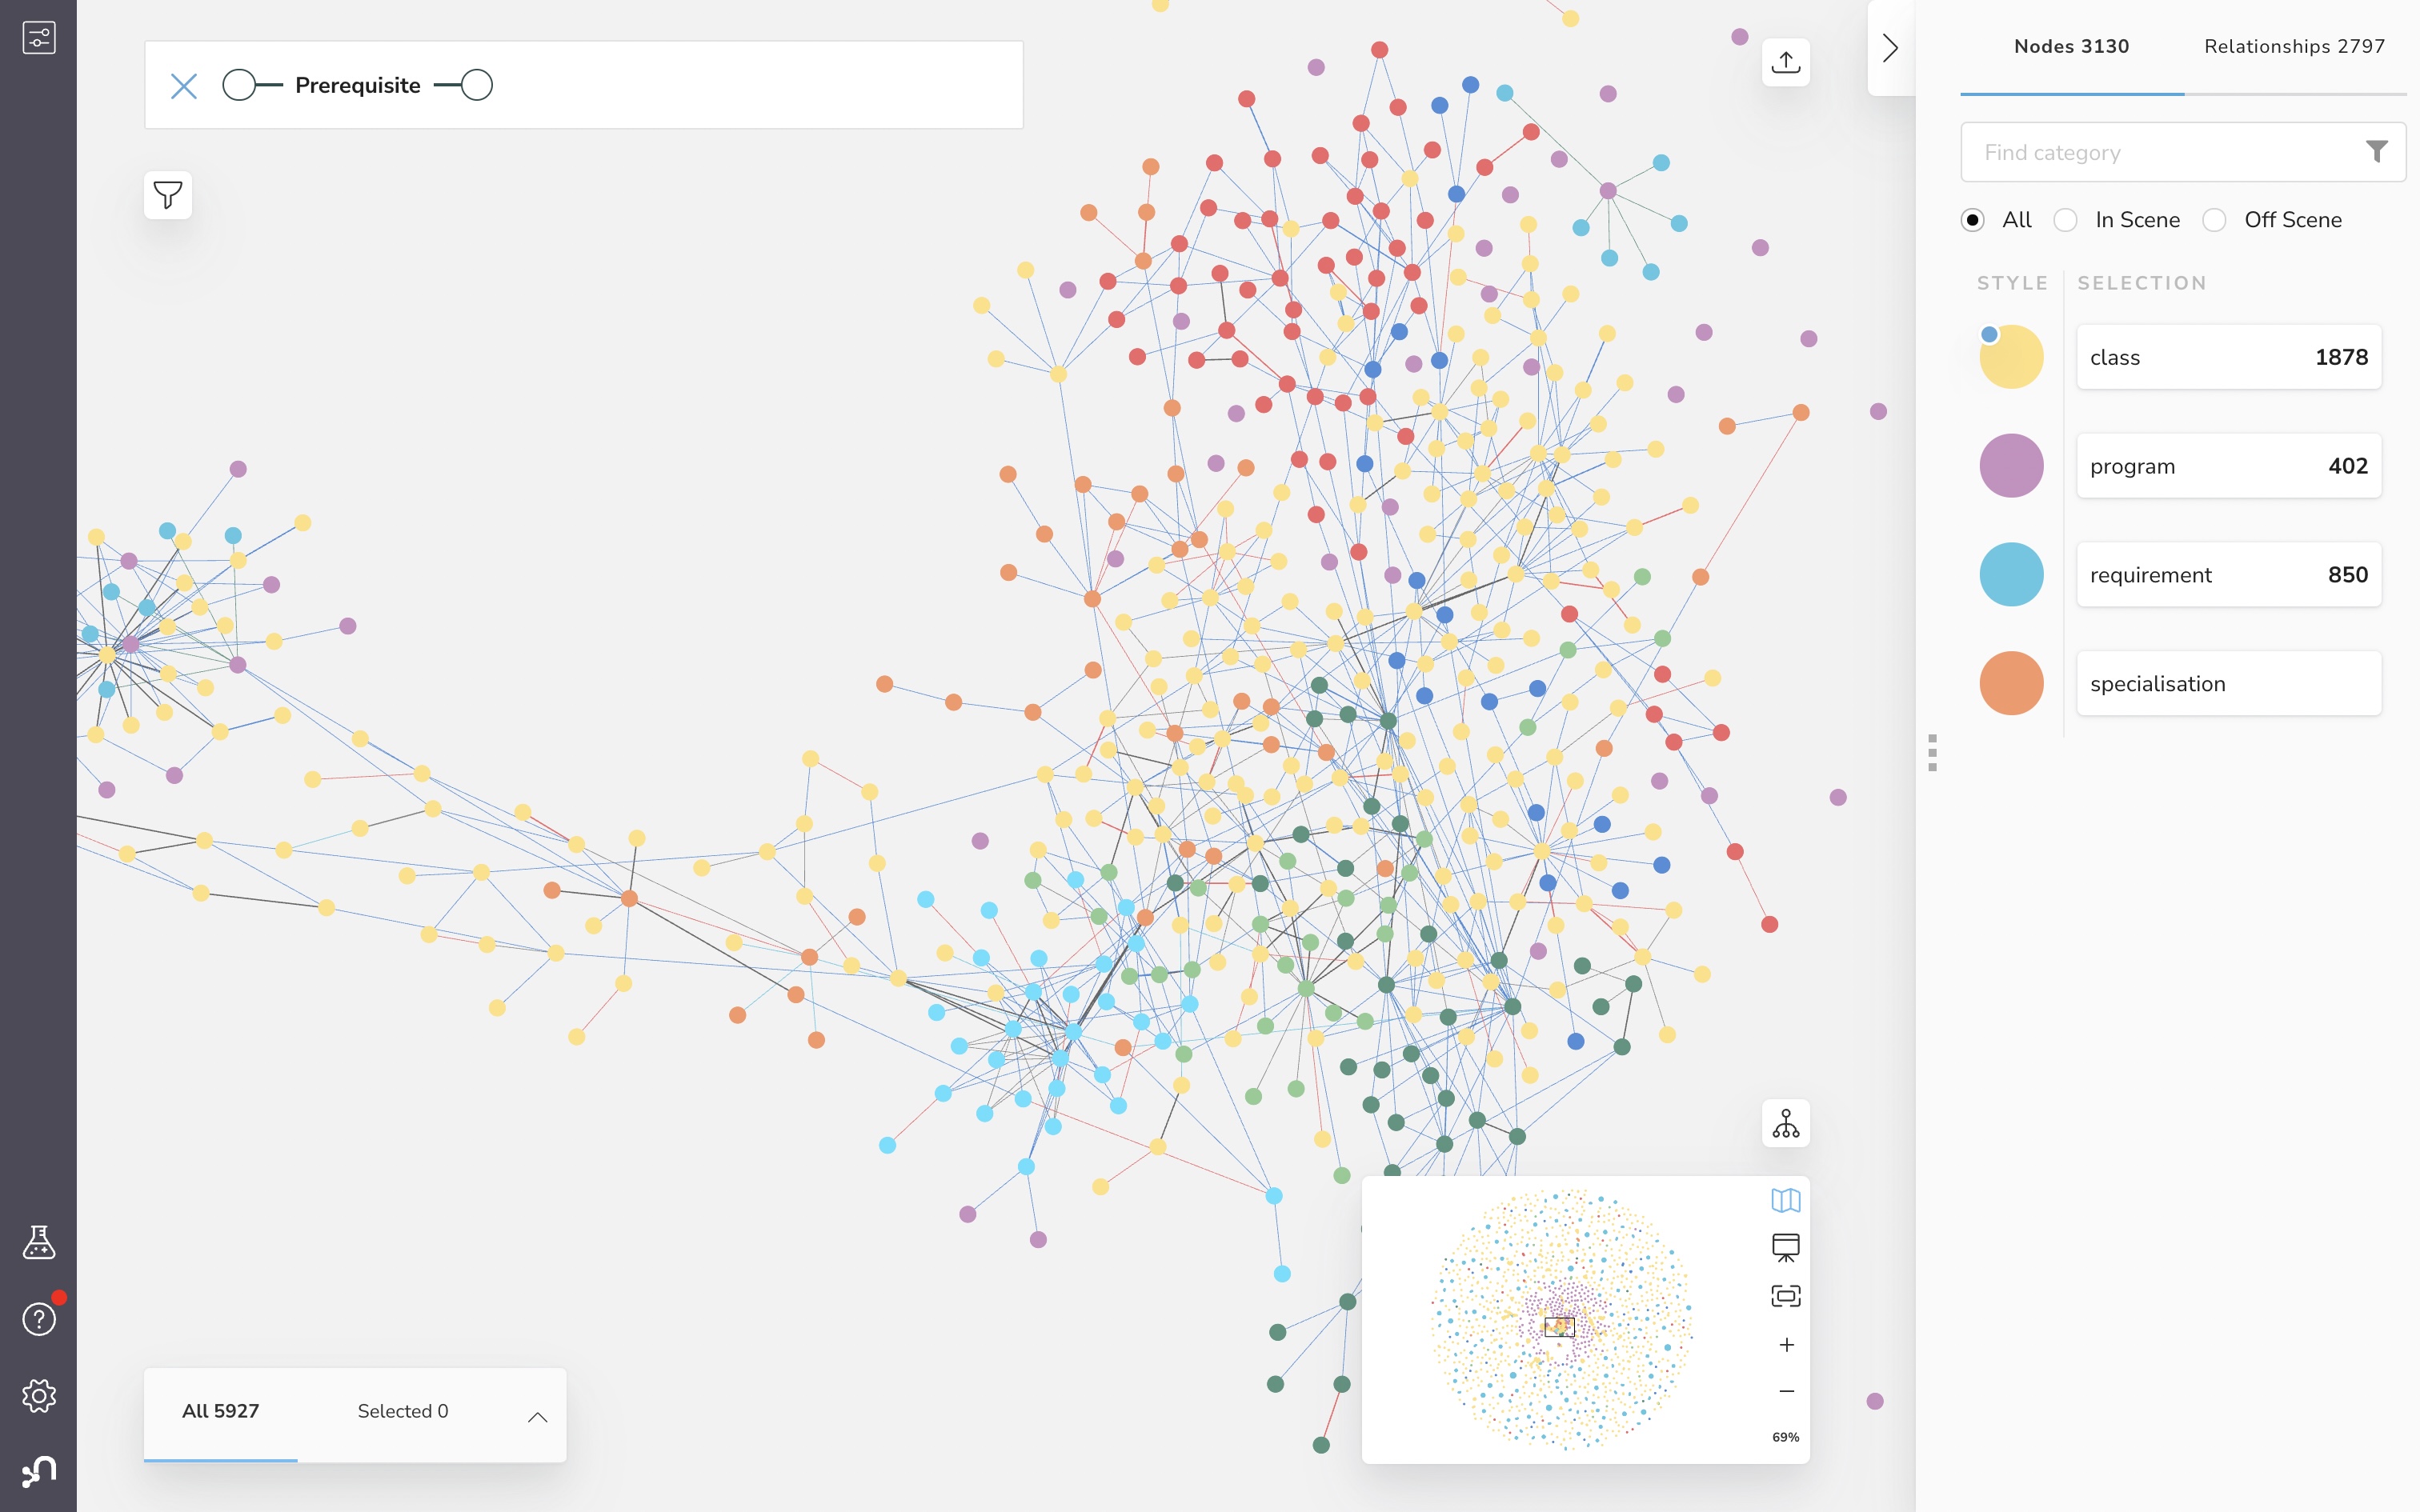 Prerequisite
Nodes 3130
Relationships 2797
Find category
All
In Scene
Off Scene
STYLE
SELECTION
class 1878
program 402
requirement 850
specialisation
All 5927
Selected 0
69%